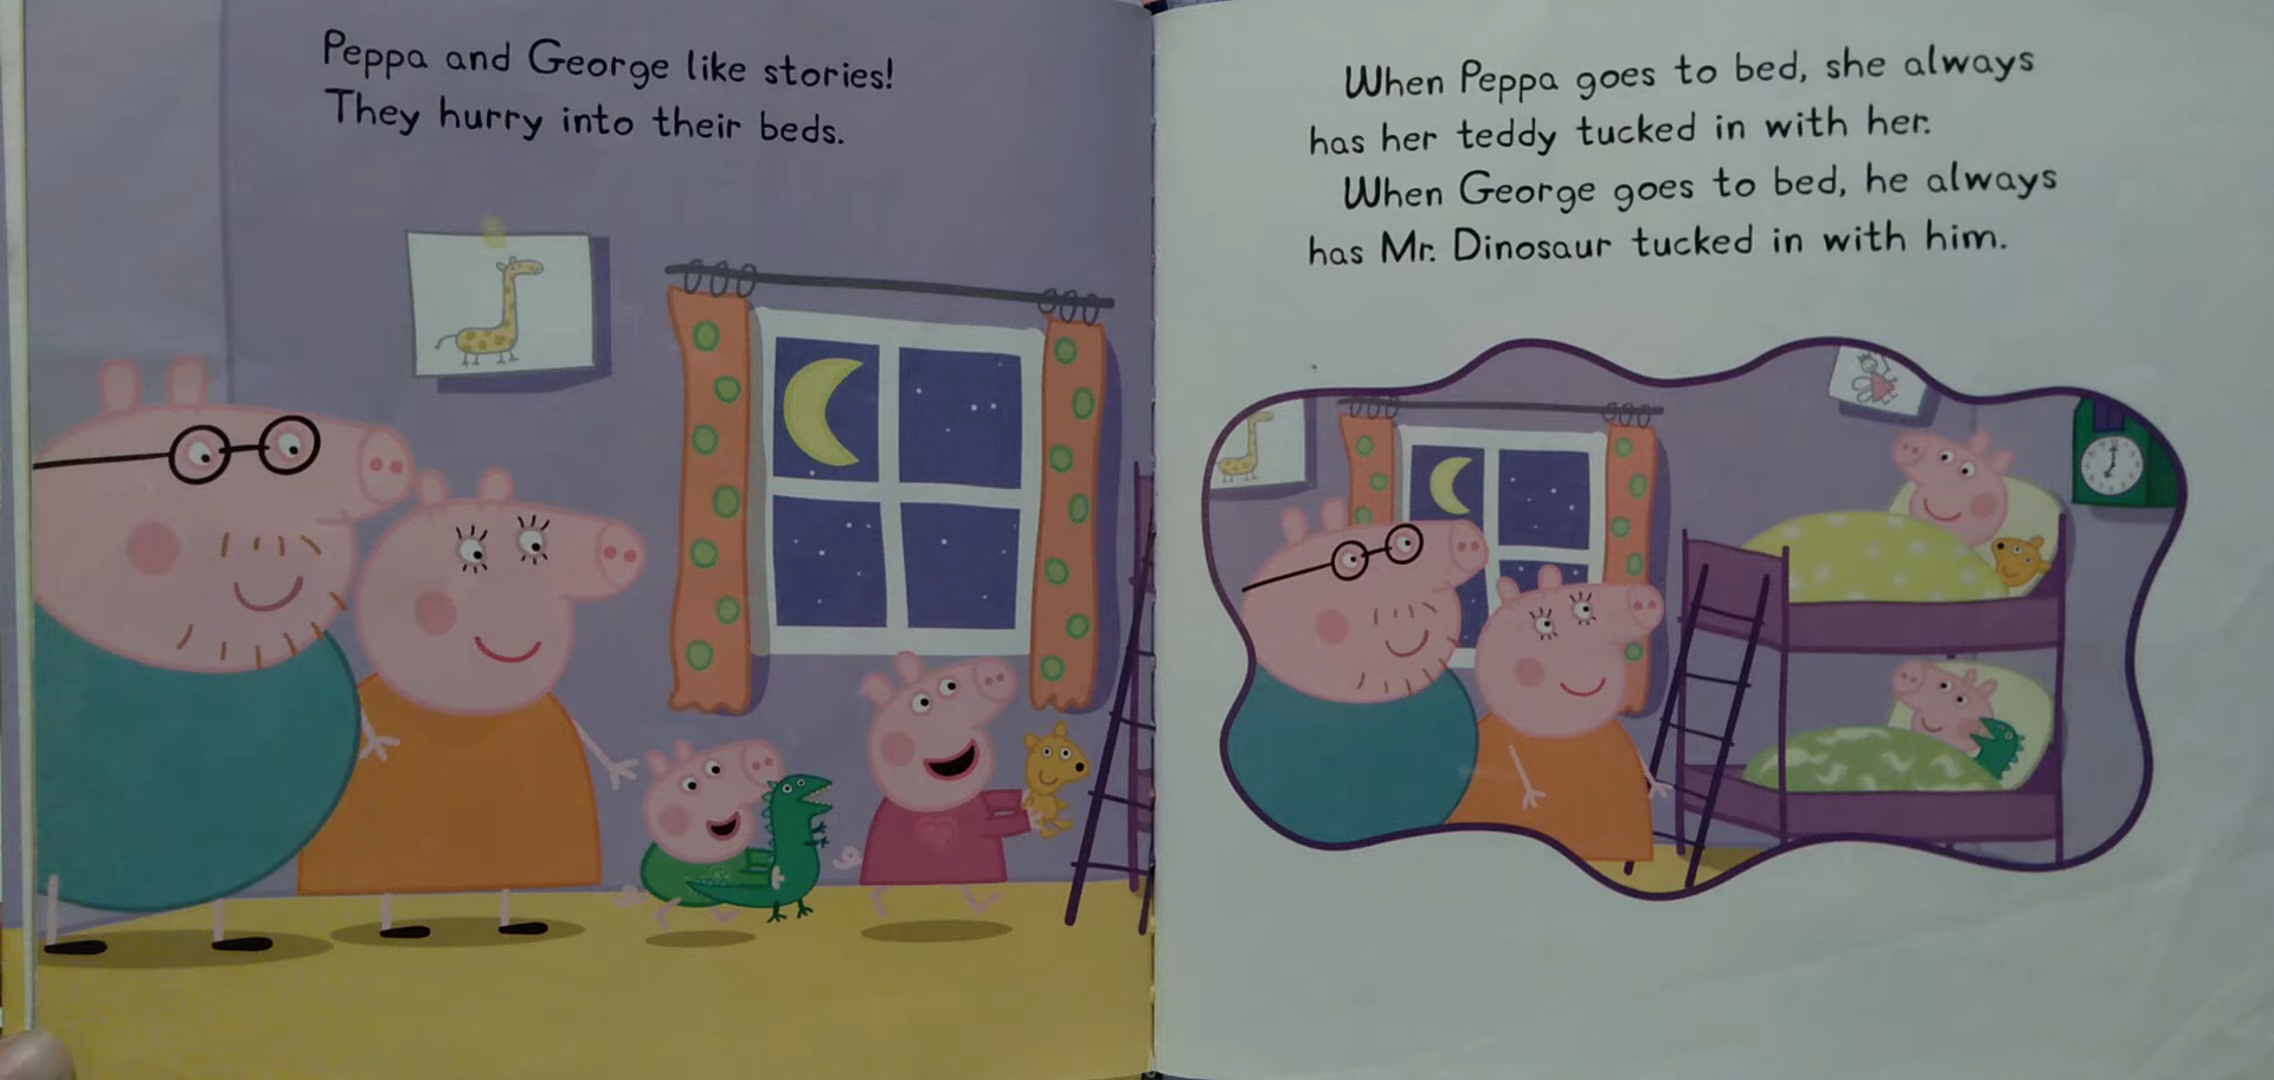 Peppa and George like stories!
They hurry into their beds.
When Peppa goes to bed, she always
has her teddy tucked in with her.
When George goes to bed, he always
has Mr. Dinosaur tucked in with him.